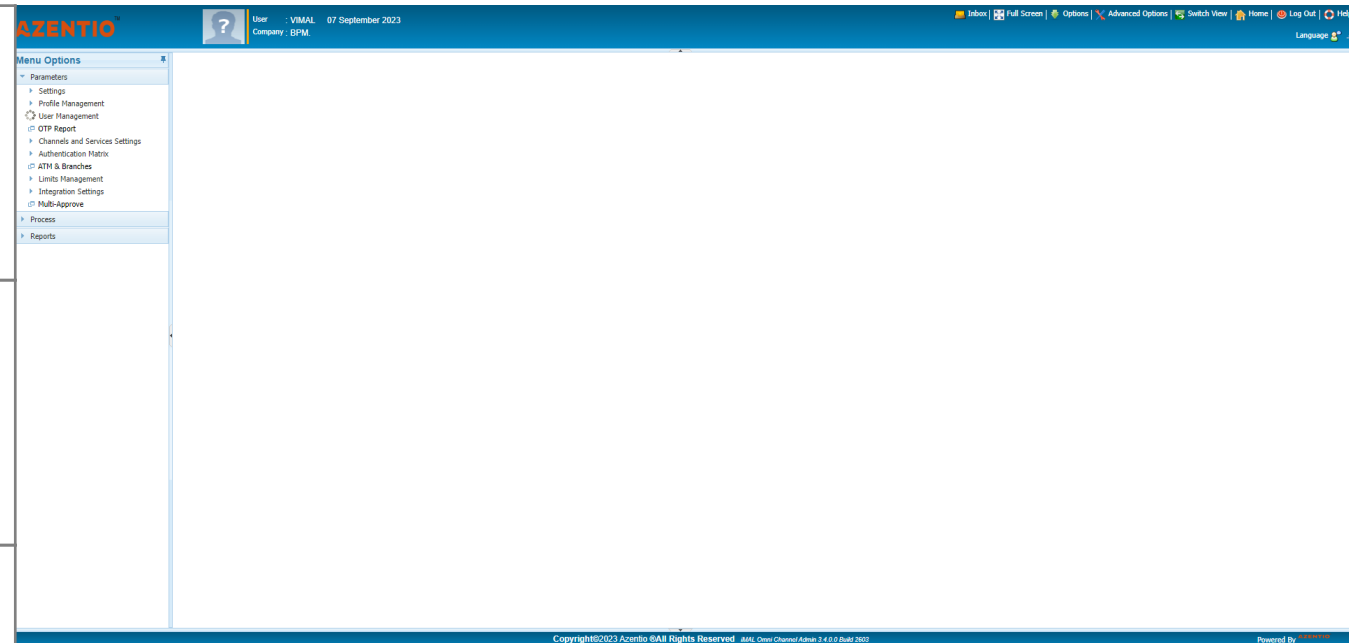 AZENTIO
User : VIMAL 07 September 2023
Company : BPM.
Inbox | Full Screen | Options | Advanced Options | Switch View | Home | Log Out | Help
Language
Menu Options
Parameters
Settings
Profile Management
User Management
OTP Report
Channels and Services Settings
Authentication Matrix
ATM & Branches
Limits Management
Integration Settings
Multi-Approve
Process
Reports
Copyright©2023 Azentio ®All Rights Reserved iMAL Omni Channel Admin 3.4.0.0 Build 2603
Powered By AZENTIO